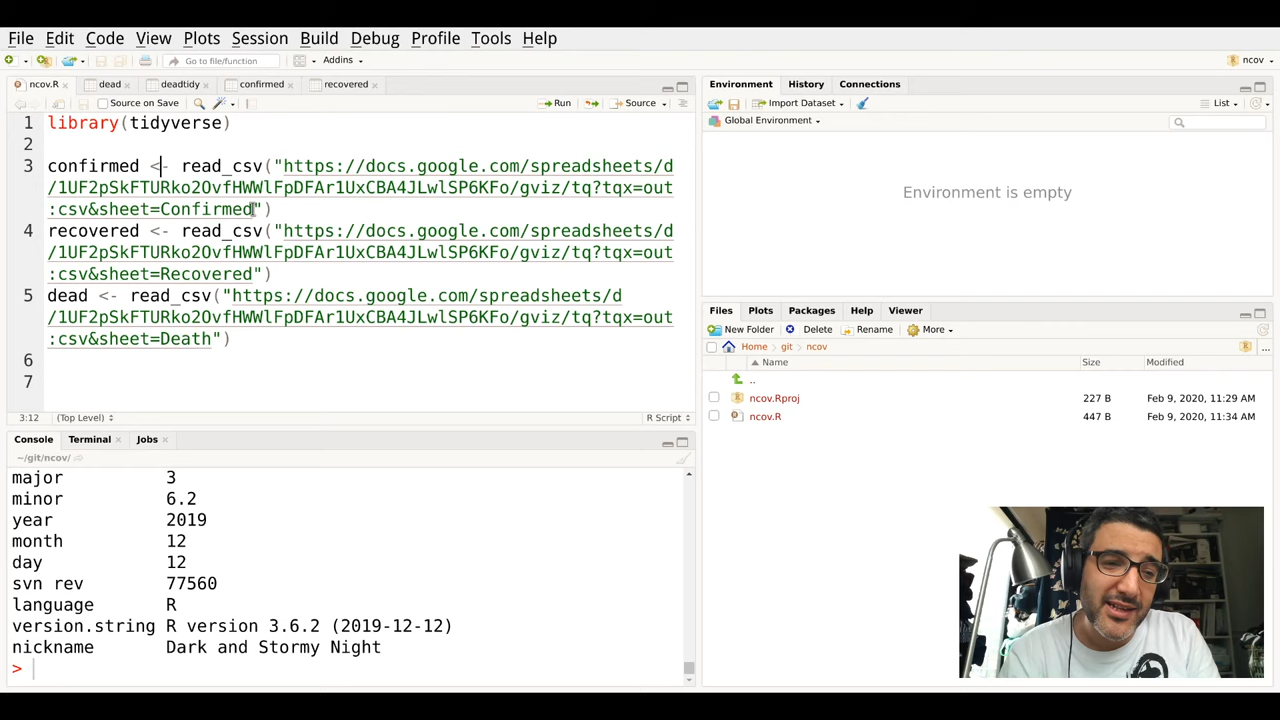 File Edit Code View Plots Session Build Debug Profile Tools Help
Go to file/function Addins ncov
ncov.R dead deadtidy confirmed recovered
Source on Save Run Source
1 library(tidyverse)
2
3 confirmed <- read_csv("https://docs.google.com/spreadsheets/d
/1UF2pSkFTURko2OvfHWWlFpDFAr1UxCBA4JLwlSP6KFo/gviz/tq?tqx=out
:csv&sheet=Confirmed")
4 recovered <- read_csv("https://docs.google.com/spreadsheets/d
/1UF2pSkFTURko2OvfHWWlFpDFAr1UxCBA4JLwlSP6KFo/gviz/tq?tqx=out
:csv&sheet=Recovered")
5 dead <- read_csv("https://docs.google.com/spreadsheets/d
/1UF2pSkFTURko2OvfHWWlFpDFAr1UxCBA4JLwlSP6KFo/gviz/tq?tqx=out
:csv&sheet=Death")
6
7
3:12 (Top Level) R Script
Console Terminal Jobs
~/git/ncov/
major 3
minor 6.2
year 2019
month 12
day 12
svn rev 77560
language R
version.string R version 3.6.2 (2019-12-12)
nickname Dark and Stormy Night
>
Environment History Connections
Import Dataset List
Global Environment
Environment is empty
Files Plots Packages Help Viewer
New Folder Delete Rename More
Home git ncov ...
Name Size Modified
..
ncov.Rproj 227 B Feb 9, 2020, 11:29 AM
ncov.R 447 B Feb 9, 2020, 11:34 AM